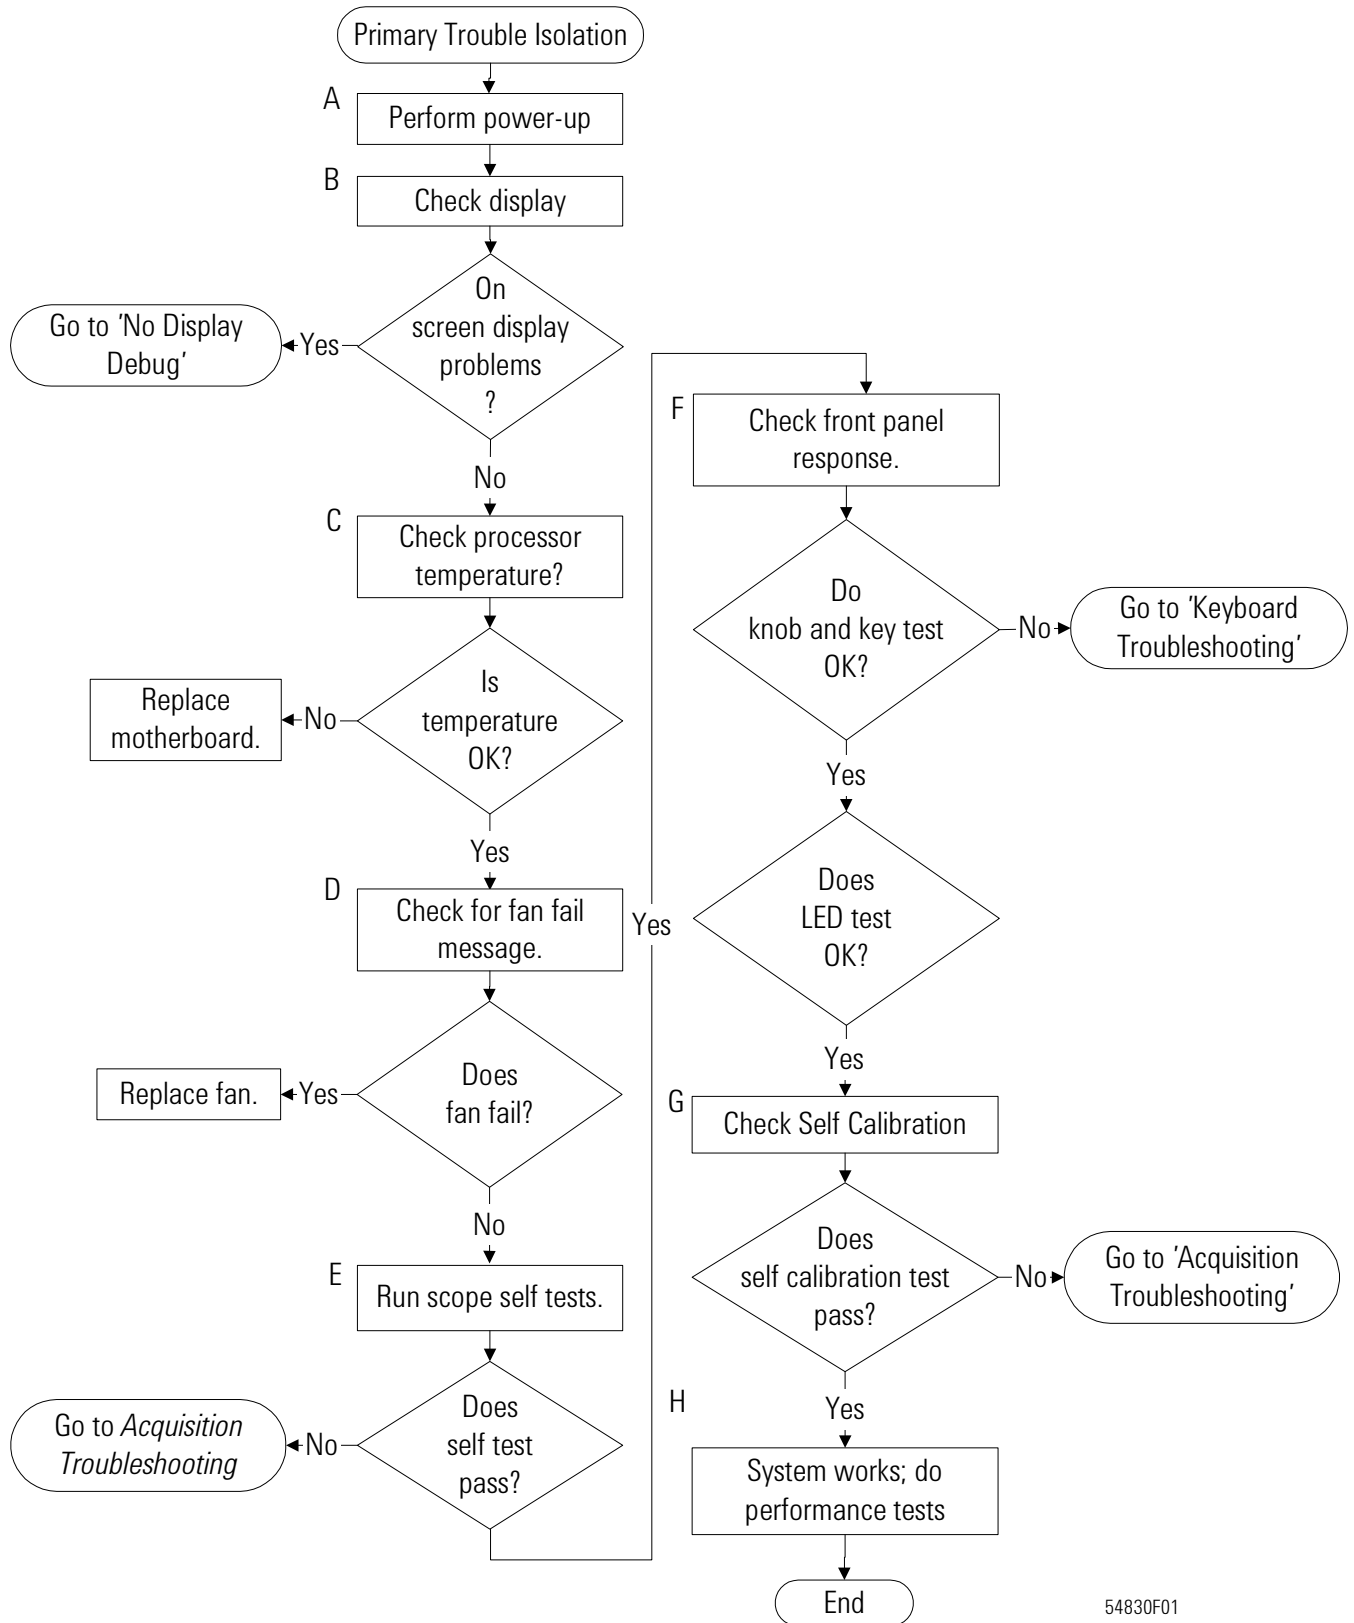 Primary Trouble Isolation
A
Perform power-up
B
Check display
On
screen display
problems
?
Yes
Go to 'No Display
Debug'
No
C
Check processor
temperature?
Is
temperature
OK?
No
Replace
motherboard.
Yes
D
Check for fan fail
message.
Does
fan fail?
Yes
Replace fan.
No
E
Run scope self tests.
Does
self test
pass?
No
Go to Acquisition
Troubleshooting
Yes
F
Check front panel
response.
Do
knob and key test
OK?
No
Go to 'Keyboard
Troubleshooting'
Yes
Does
LED test
OK?
Yes
G
Check Self Calibration
Does
self calibration test
pass?
No
Go to 'Acquisition
Troubleshooting'
Yes
H
System works; do
performance tests
End
54830F01